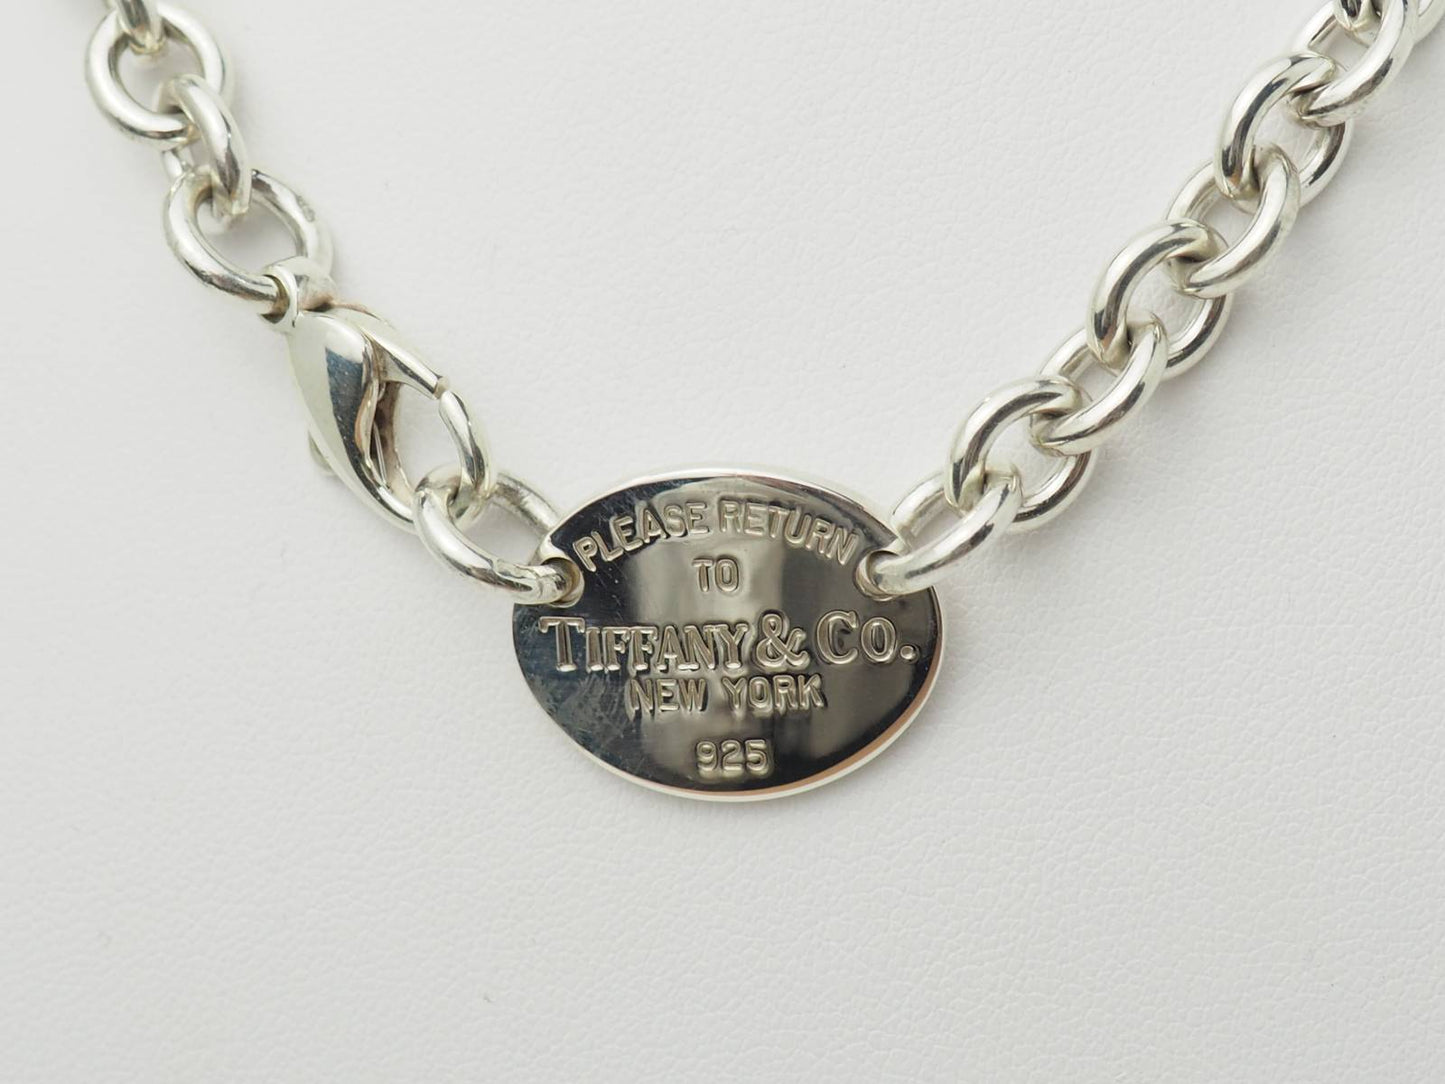 PLEASE RETURN
TO
TIFFANY & CO.
NEW YORK
925